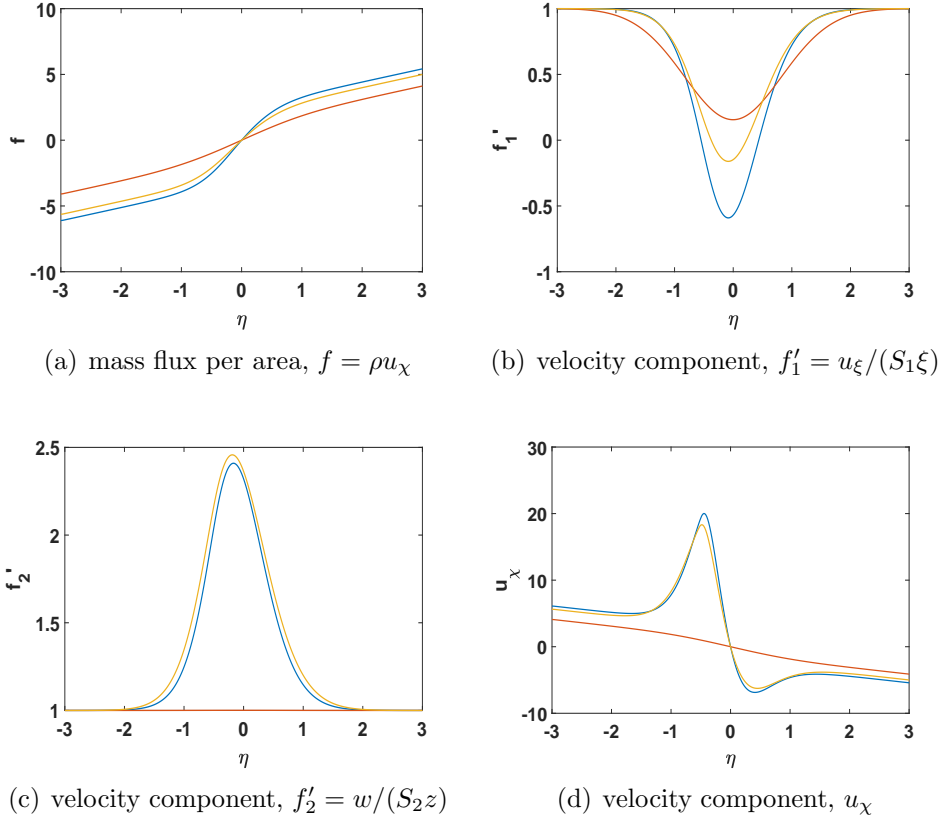 10
5
0
-5
-10
f
-3 -2 -1 0 1 2 3
η
(a) mass flux per area, f = ρu_χ
1
0.5
0
-0.5
-1
f_1'
-3 -2 -1 0 1 2 3
η
(b) velocity component, f′_1 = u_ξ/(S_1ξ)
2.5
2
1.5
1
f_2'
-3 -2 -1 0 1 2 3
η
(c) velocity component, f′_2 = w/(S_2z)
30
20
10
0
-10
u_χ
-3 -2 -1 0 1 2 3
η
(d) velocity component, u_χ